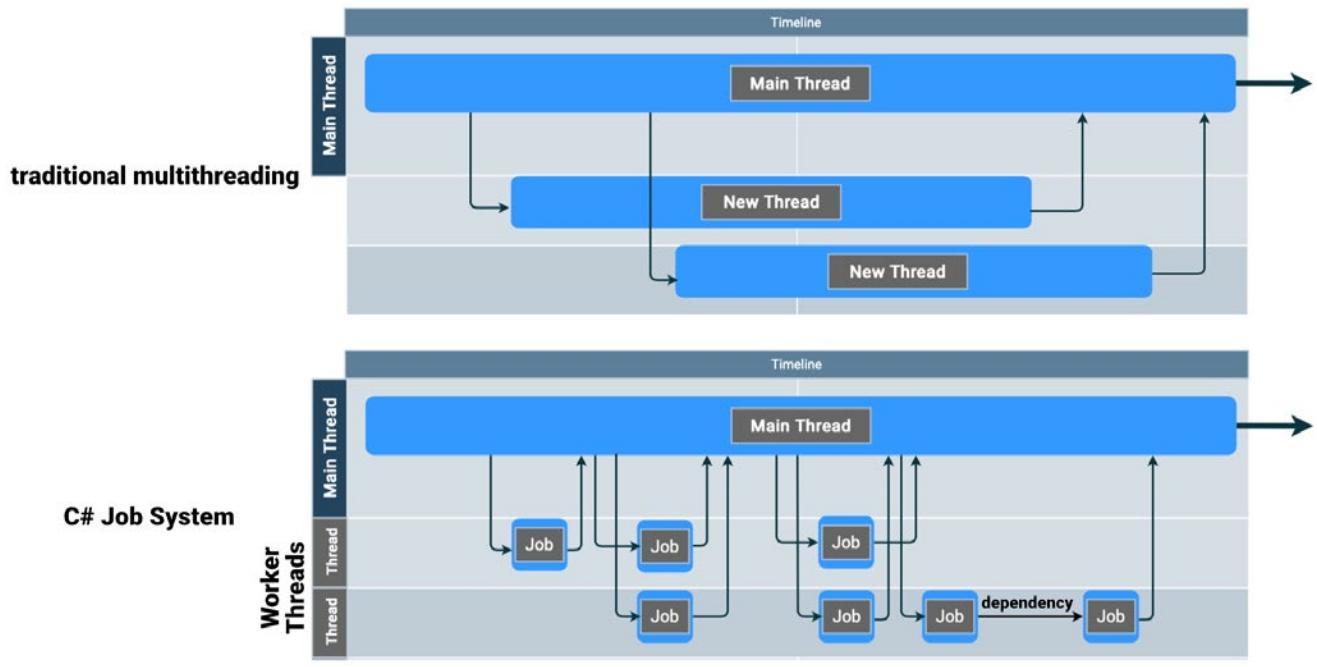 Timeline
Main Thread
Main Thread
traditional multithreading
New Thread
New Thread
Timeline
Main Thread
Main Thread
C# Job System
Worker
Threads
Thread
Job
Job
Job
Thread
Job
Job
Job
dependency
Job